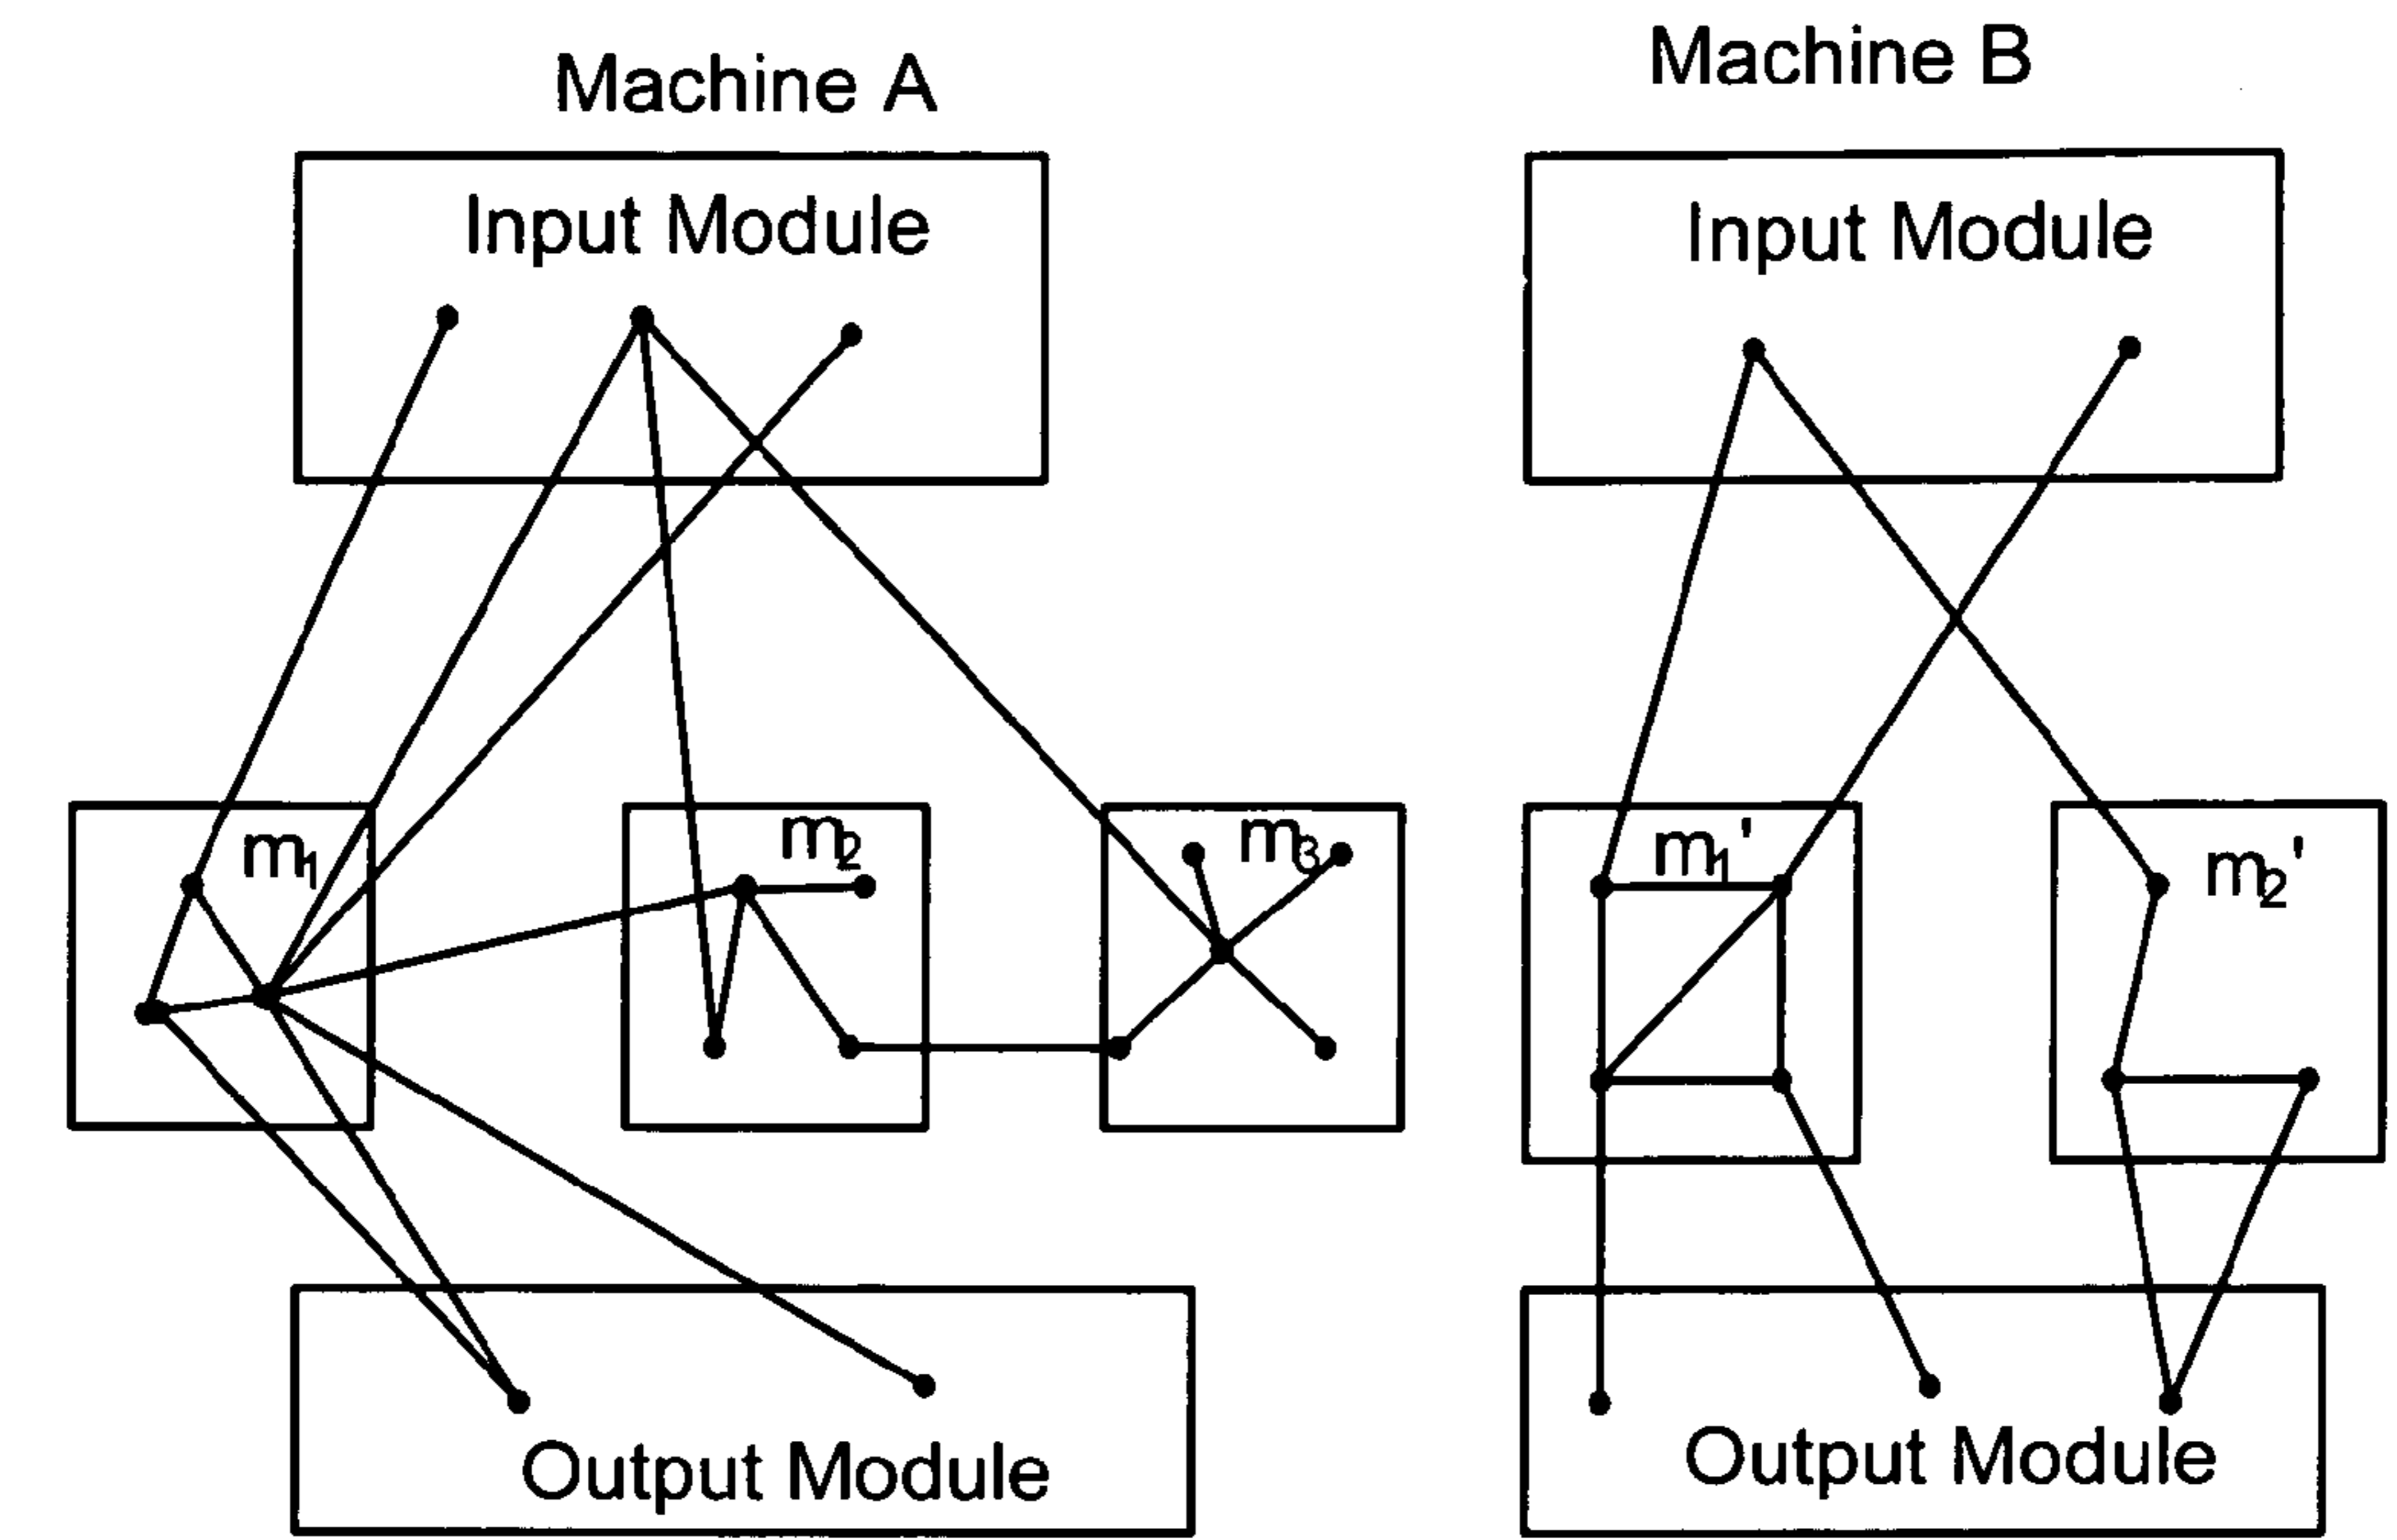 Machine A
Input Module
m1
m2
m3
Output Module
Machine B
Input Module
m1'
m2'
Output Module